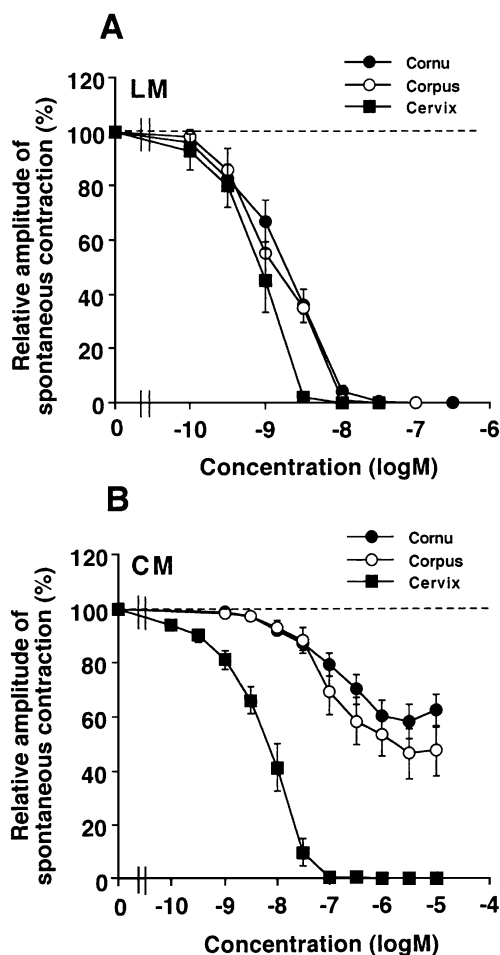 A
LM
Cornu
Corpus
Cervix
Relative amplitude of
spontaneous contraction (%)
120
100
80
60
40
20
0
0 -10 -9 -8 -7 -6
Concentration (logM)
B
CM
Cornu
Corpus
Cervix
Relative amplitude of
spontaneous contraction (%)
120
100
80
60
40
20
0
0 -10 -9 -8 -7 -6 -5 -4
Concentration (logM)